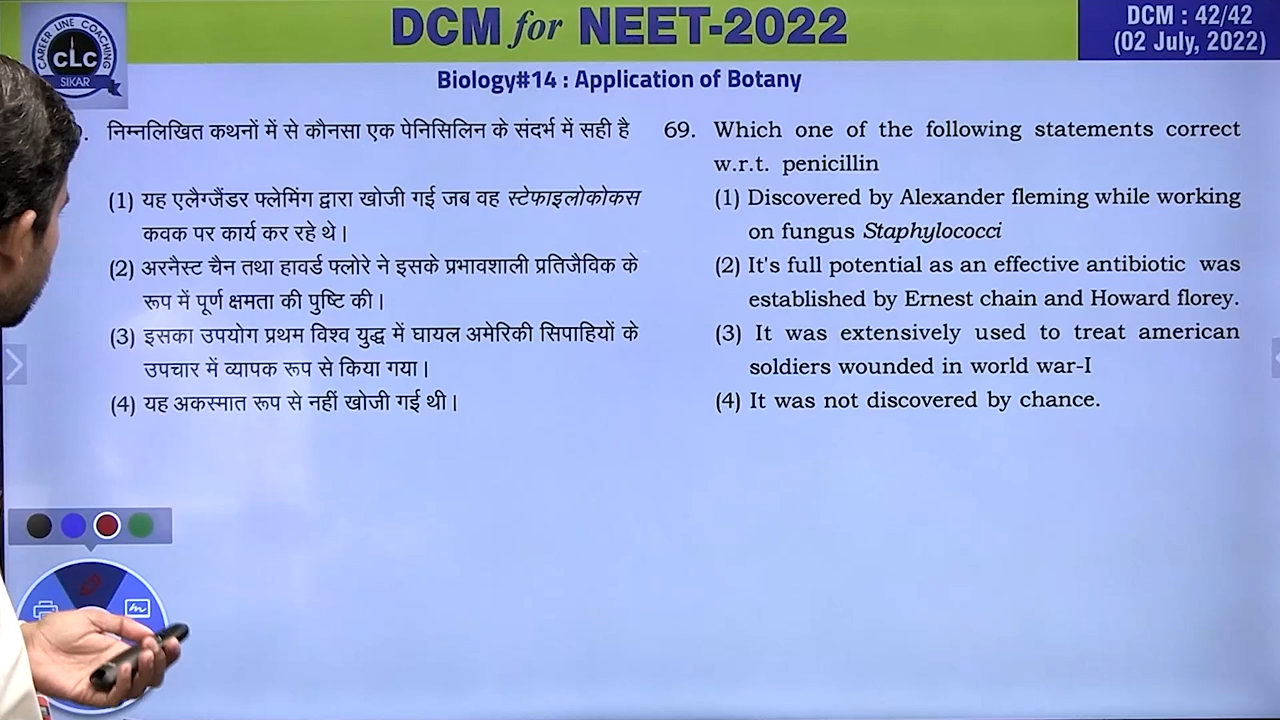 DCM for NEET-2022
DCM : 42/42
(02 July, 2022)
CAREER LINE COACHING
CLC
SIKAR
Biology#14 : Application of Botany
निम्नलिखित कथनों में से कौनसा एक पेनिसिलिन के संदर्भ में सही है
(1) यह एलैग्जैंडर फ्लेमिंग द्वारा खोजी गई जब वह स्टेफाइलोकोकस
कवक पर कार्य कर रहे थे।
(2) अरनैस्ट चैन तथा हावर्ड फ्लोरे ने इसके प्रभावशाली प्रतिजैविक के
रूप में पूर्ण क्षमता की पुष्टि की।
(3) इसका उपयोग प्रथम विश्व युद्ध में घायल अमेरिकी सिपाहियों के
उपचार में व्यापक रूप से किया गया।
(4) यह अकस्मात रूप से नहीं खोजी गई थी।
69. Which one of the following statements correct
w.r.t. penicillin
(1) Discovered by Alexander fleming while working
on fungus Staphylococci
(2) It's full potential as an effective antibiotic was
established by Ernest chain and Howard florey.
(3) It was extensively used to treat american
soldiers wounded in world war-I
(4) It was not discovered by chance.